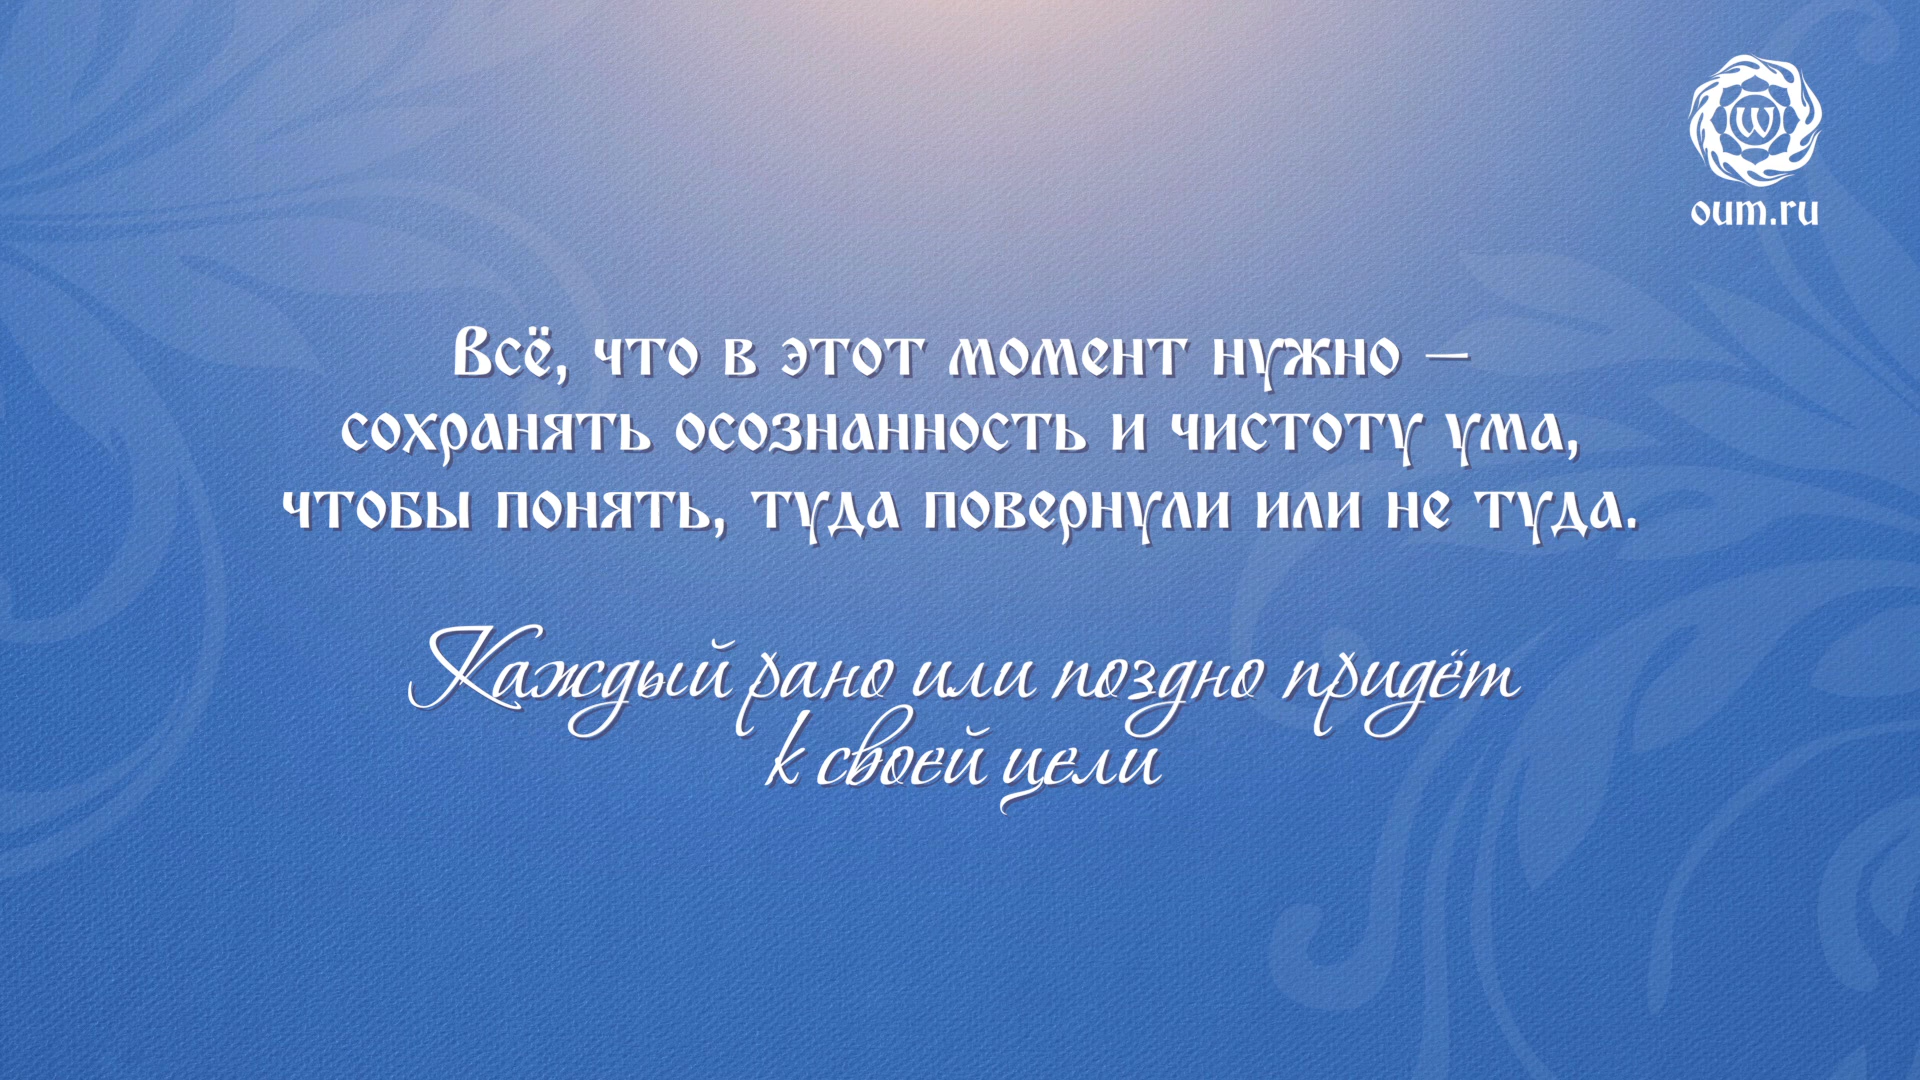 oum.ru
Всё, что в этот момент нужно –
сохранять осознанность и чистоту ума,
чтобы понять, туда повернули или не туда.
Каждый рано или поздно придёт
к своей цели